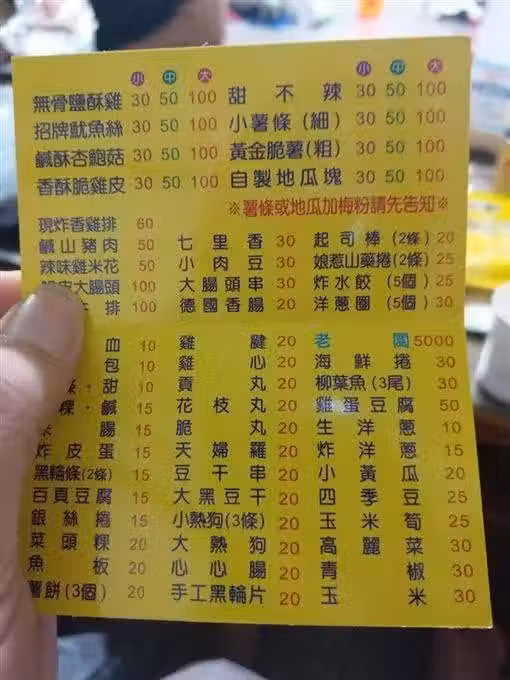 小 中 大 小 中 大
無骨鹽酥雞 30 50 100 甜不辣 30 50 100
招牌魷魚絲 30 50 100 小薯條(細) 30 50 100
鹹酥杏鮑菇 30 50 100 黃金脆薯(粗) 30 50 100
香酥脆雞皮 30 50 100 自製地瓜塊 30 50 100
※薯條或地瓜加梅粉請先告知※
現炸香雞排 60
鹹山豬肉 50 七里香 30 起司棒(2條) 20
辣味雞米花 50 小肉豆 30 娘惹山藥捲(2條) 25
皮大腸頭 100 大腸頭串 30 炸水餃(5個) 25
排 100 德國香腸 20 洋蔥圈(5個) 30
血 10 雞腱 20 老闆 5000
包 10 雞心 20 海鮮捲 30
·甜 10 貢丸 20 柳葉魚(3尾) 30
粿·鹹 15 花枝丸 20 雞蛋豆腐 50
腸 15 脆丸 20 生洋蔥 10
炸皮蛋 15 天婦羅 20 炸洋蔥 15
黑輪條(2條) 15 豆干串 20 小黃瓜 20
百頁豆腐 15 大黑豆干 20 四季豆 25
銀絲捲 15 小熱狗(3條) 20 玉米筍 25
菜頭粿 20 大熱狗 20 高麗菜 30
魚板 20 心心腸 20 青椒 30
薯餅(3個) 20 手工黑輪片 20 玉米 30